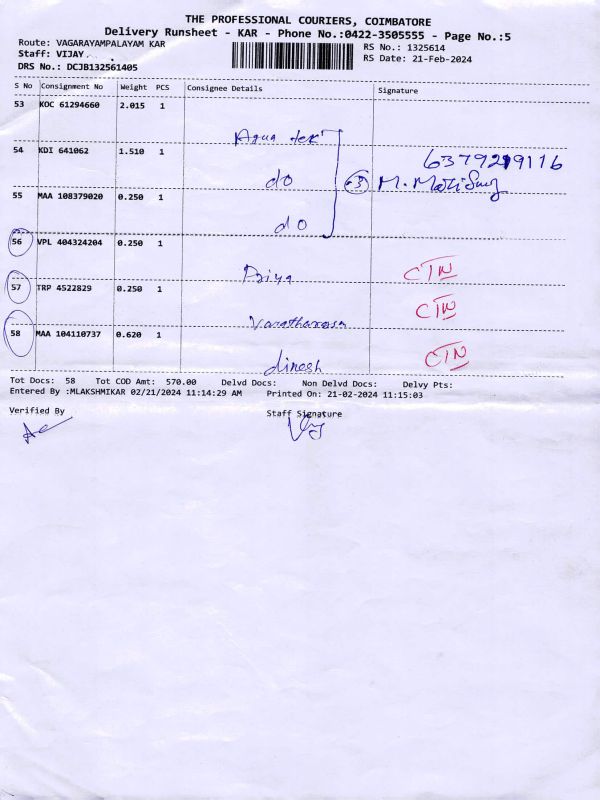 THE PROFESSIONAL COURIERS, COIMBATORE
Delivery Runsheet - KAR - Phone No.:0422-3505555 - Page No.:5
Route: VAGARAYAMPALAYAM KAR
Staff: VIJAY
DRS No.: DCJB132561405
RS No.: 1325614
RS Date: 21-Feb-2024
S No Consignment No Weight PCS Consignee Details Signature
53 KOC 61294660 2.015 1
Aqua
54 KDI 641062 1.510 1
do
6379219116
3 M.
55 MAA 108379020 0.250 1
do
56 VPL 404324204 0.250 1
Priya CTN
57 TRP 4522829 0.250 1
CTN
58 MAA 104110737 0.620 1
dinesh CTN
Tot Docs: 58 Tot COD Amt: 570.00 Delvd Docs: Non Delvd Docs: Delvy Pts:
Entered By :MLAKSHMIKAR 02/21/2024 11:14:29 AM Printed On: 21-02-2024 11:15:03
Verified By Staff Signature